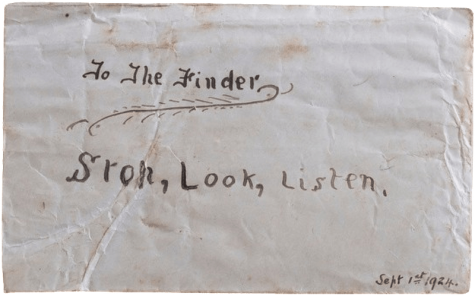 To The Finder
Stop, Look, Listen.
Sept 1st 1924.